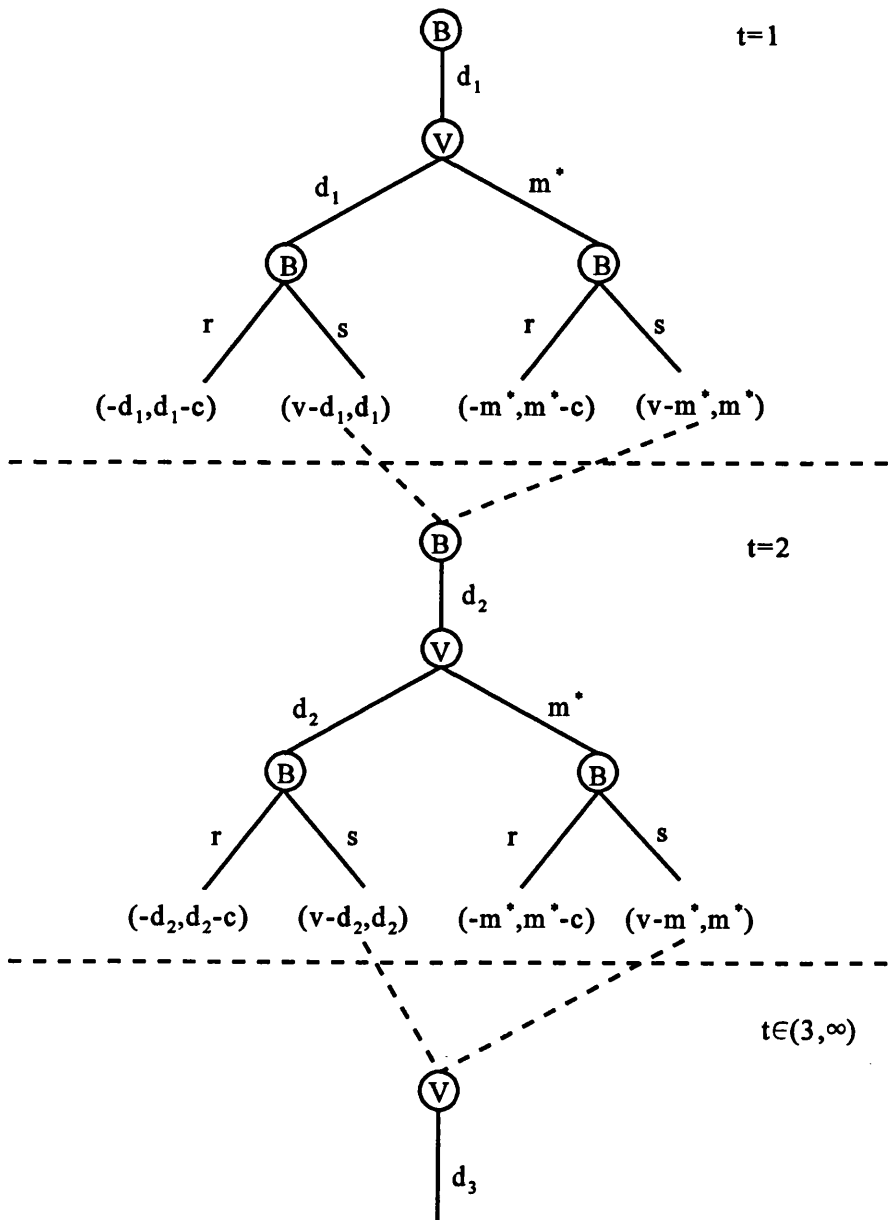 B t=1
d₁
V
d₁ m*
B B
r s r s
(-d₁,d₁-c) (v-d₁,d₁) (-m*,m*-c) (v-m*,m*)
B t=2
d₂
V
d₂ m*
B B
r s r s
(-d₂,d₂-c) (v-d₂,d₂) (-m*,m*-c) (v-m*,m*)
t∈(3,∞)
V
d₃